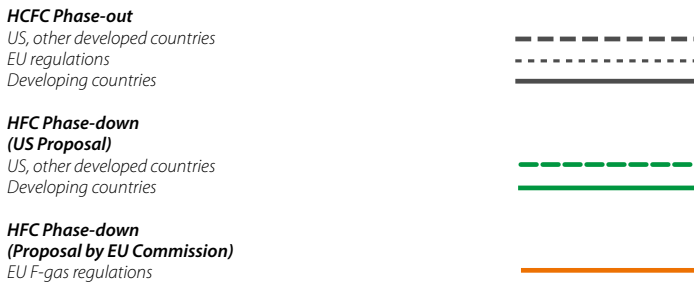 HCFC Phase-out
US, other developed countries
EU regulations
Developing countries
HFC Phase-down
(US Proposal)
US, other developed countries
Developing countries
HFC Phase-down
(Proposal by EU Commission)
EU F-gas regulations